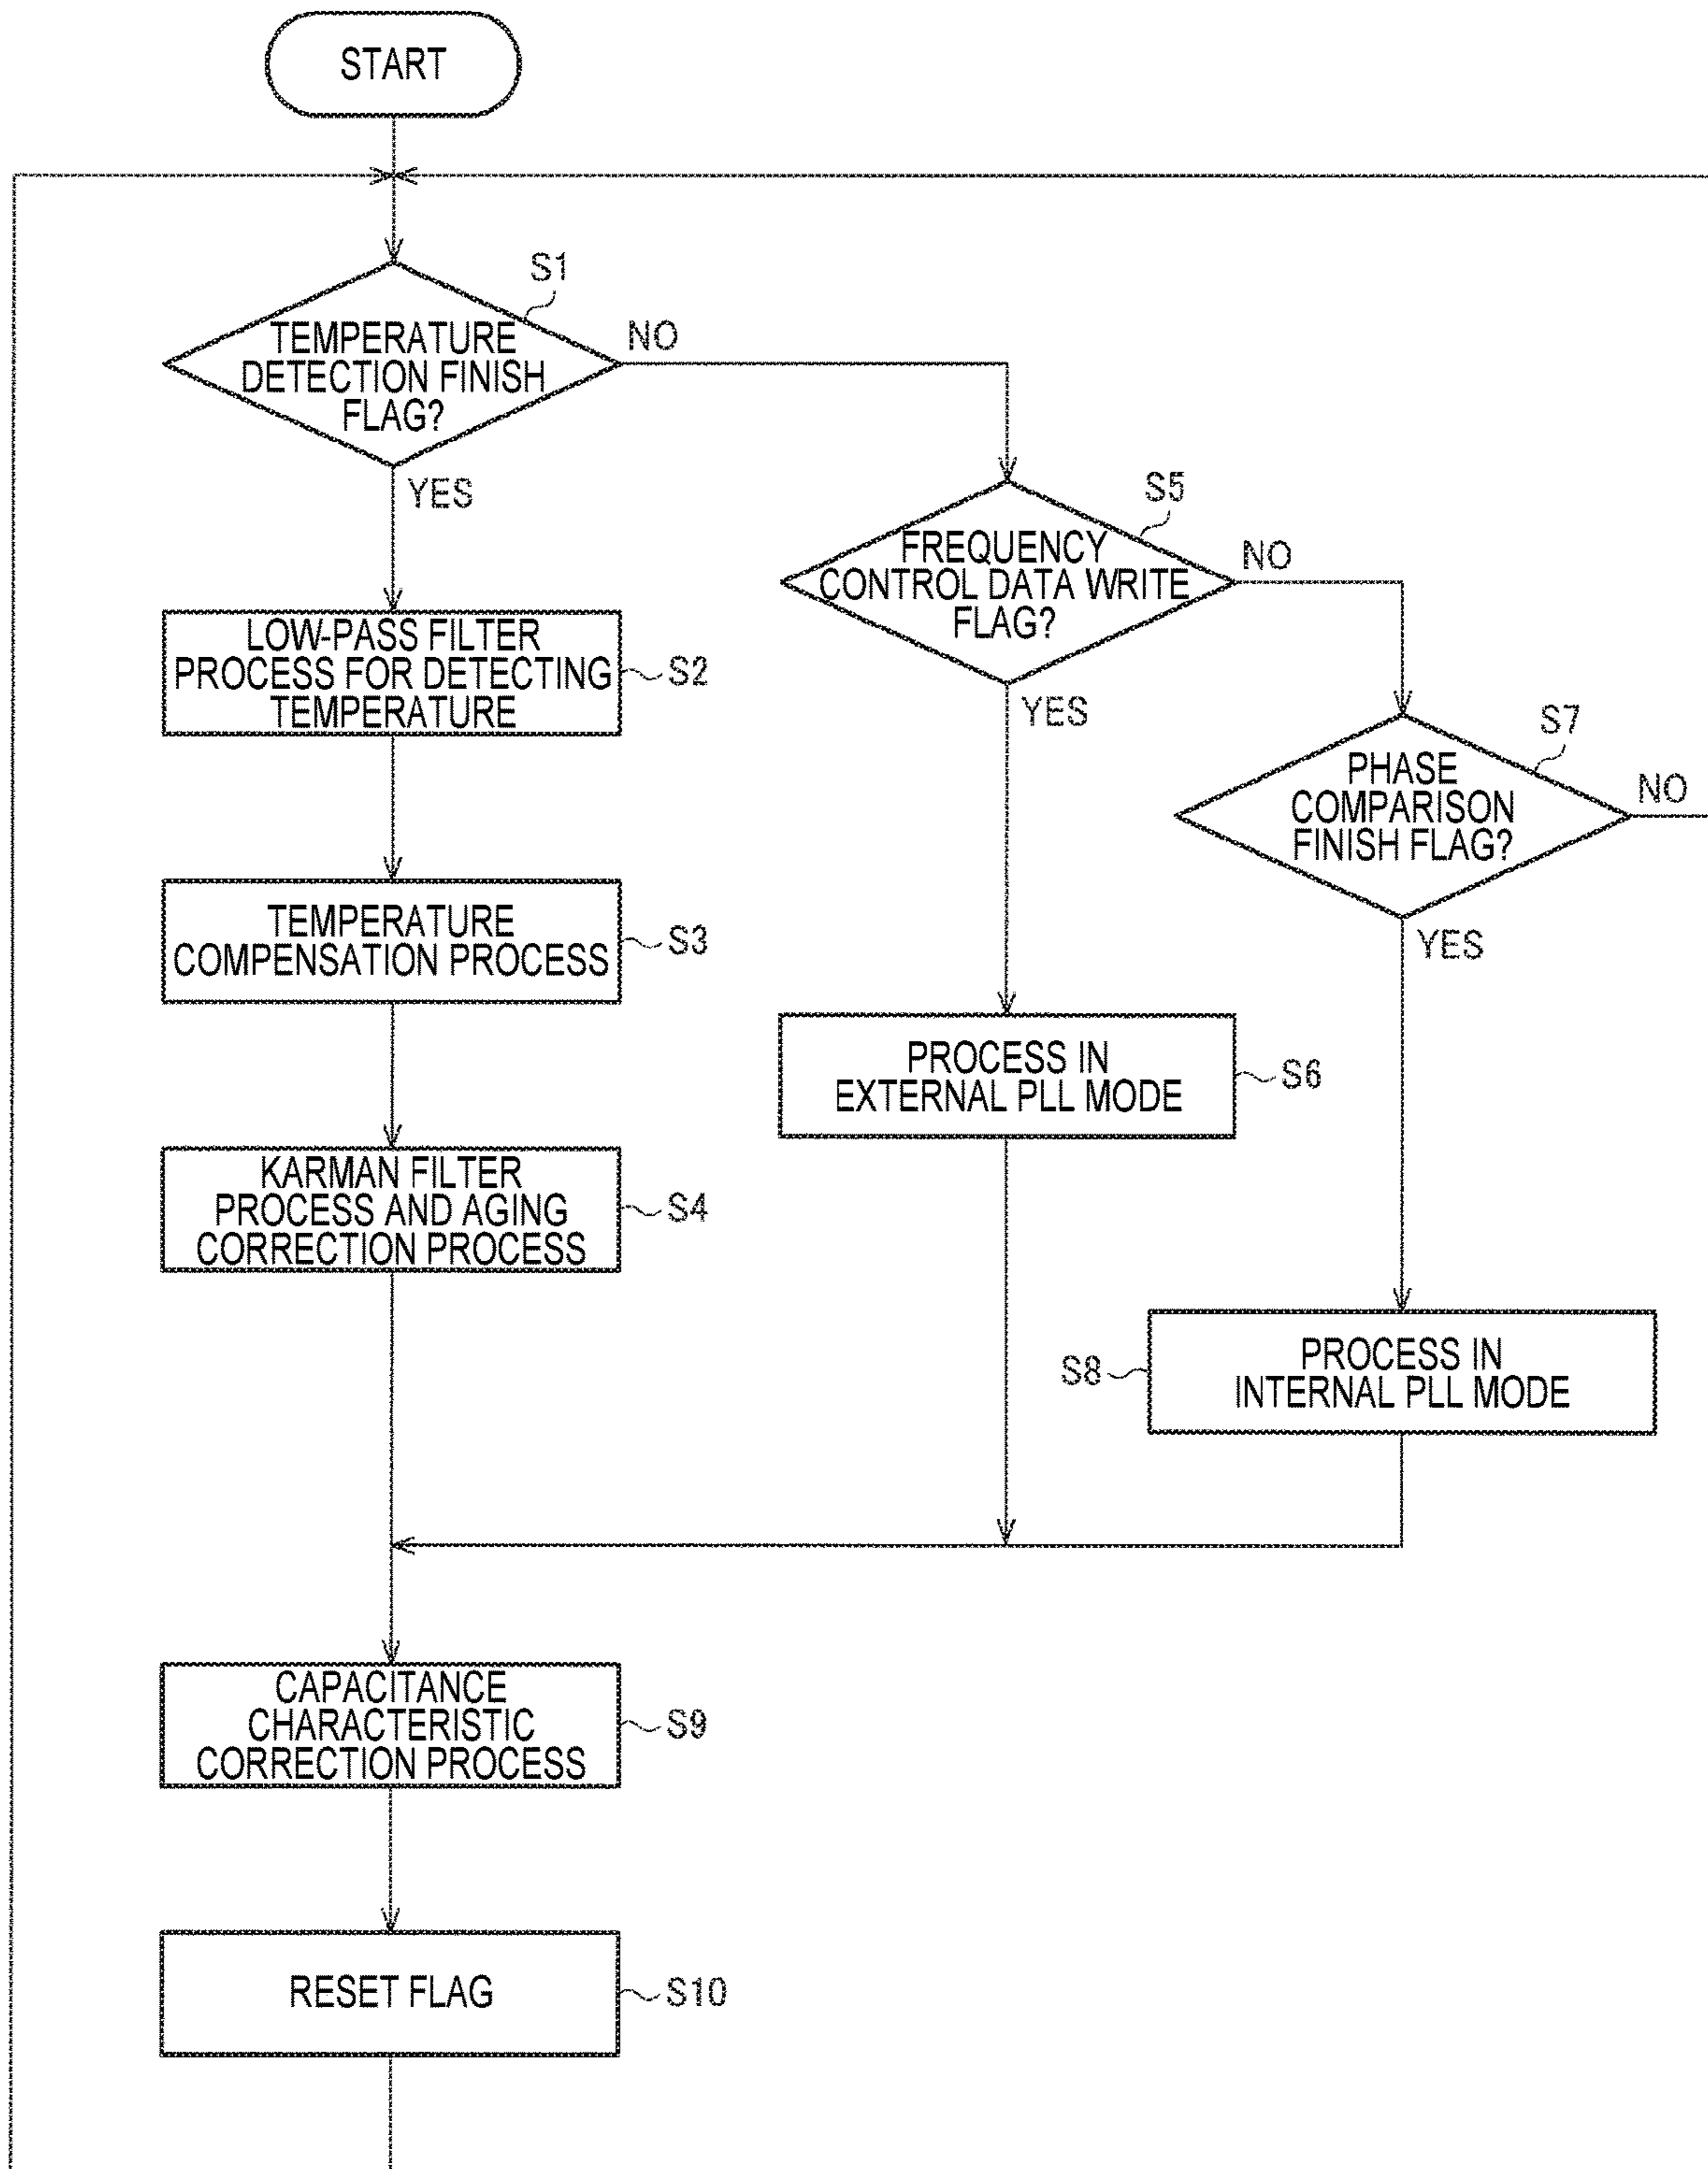 START
S1
TEMPERATURE
DETECTION FINISH
FLAG?
NO
YES
S5
FREQUENCY
CONTROL DATA WRITE
FLAG?
NO
YES
LOW-PASS FILTER
PROCESS FOR DETECTING
TEMPERATURE
S2
S7
PHASE
COMPARISON
FINISH FLAG?
NO
YES
TEMPERATURE
COMPENSATION PROCESS
S3
PROCESS IN
EXTERNAL PLL MODE
S6
KARMAN FILTER
PROCESS AND AGING
CORRECTION PROCESS
S4
S8
PROCESS IN
INTERNAL PLL MODE
CAPACITANCE
CHARACTERISTIC
CORRECTION PROCESS
S9
RESET FLAG
S10